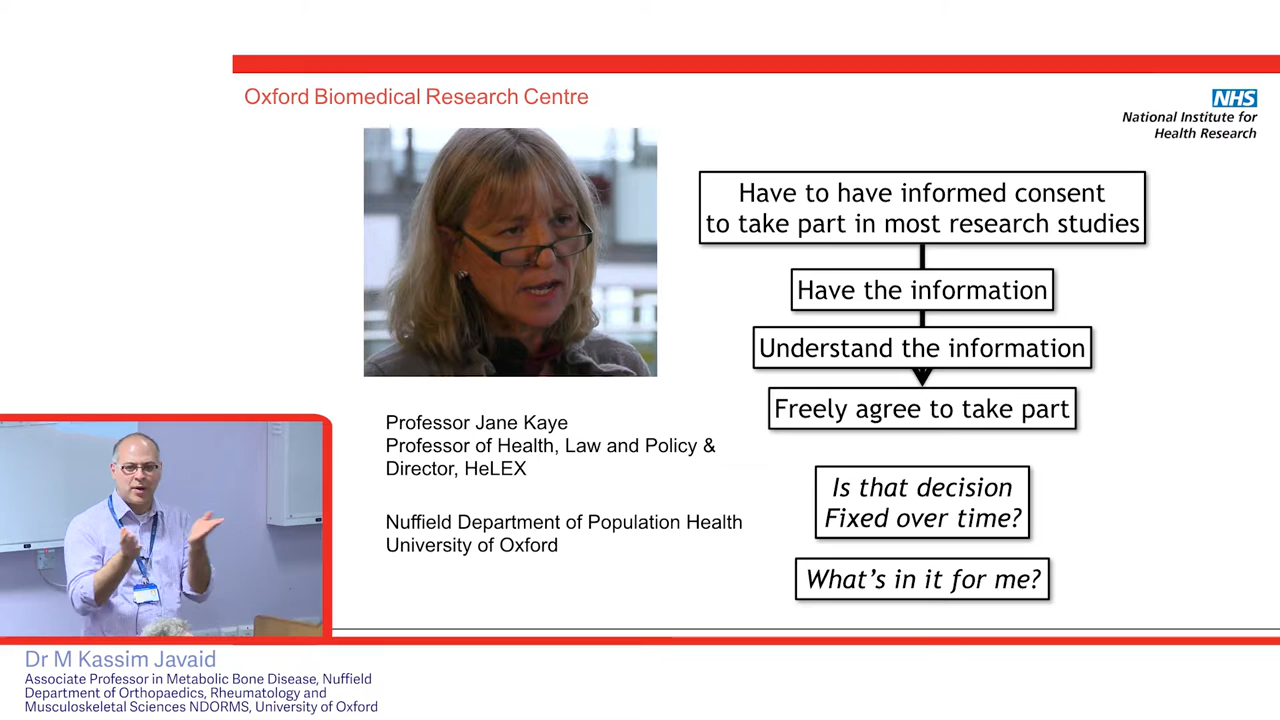 Oxford Biomedical Research Centre
NHS
National Institute for
Health Research
Have to have informed consent
to take part in most research studies
Have the information
Understand the information
Freely agree to take part
Is that decision
Fixed over time?
What's in it for me?
Professor Jane Kaye
Professor of Health, Law and Policy &
Director, HeLEX
Nuffield Department of Population Health
University of Oxford
Dr M Kassim Javaid
Associate Professor in Metabolic Bone Disease, Nuffield
Department of Orthopaedics, Rheumatology and
Musculoskeletal Sciences NDORMS, University of Oxford